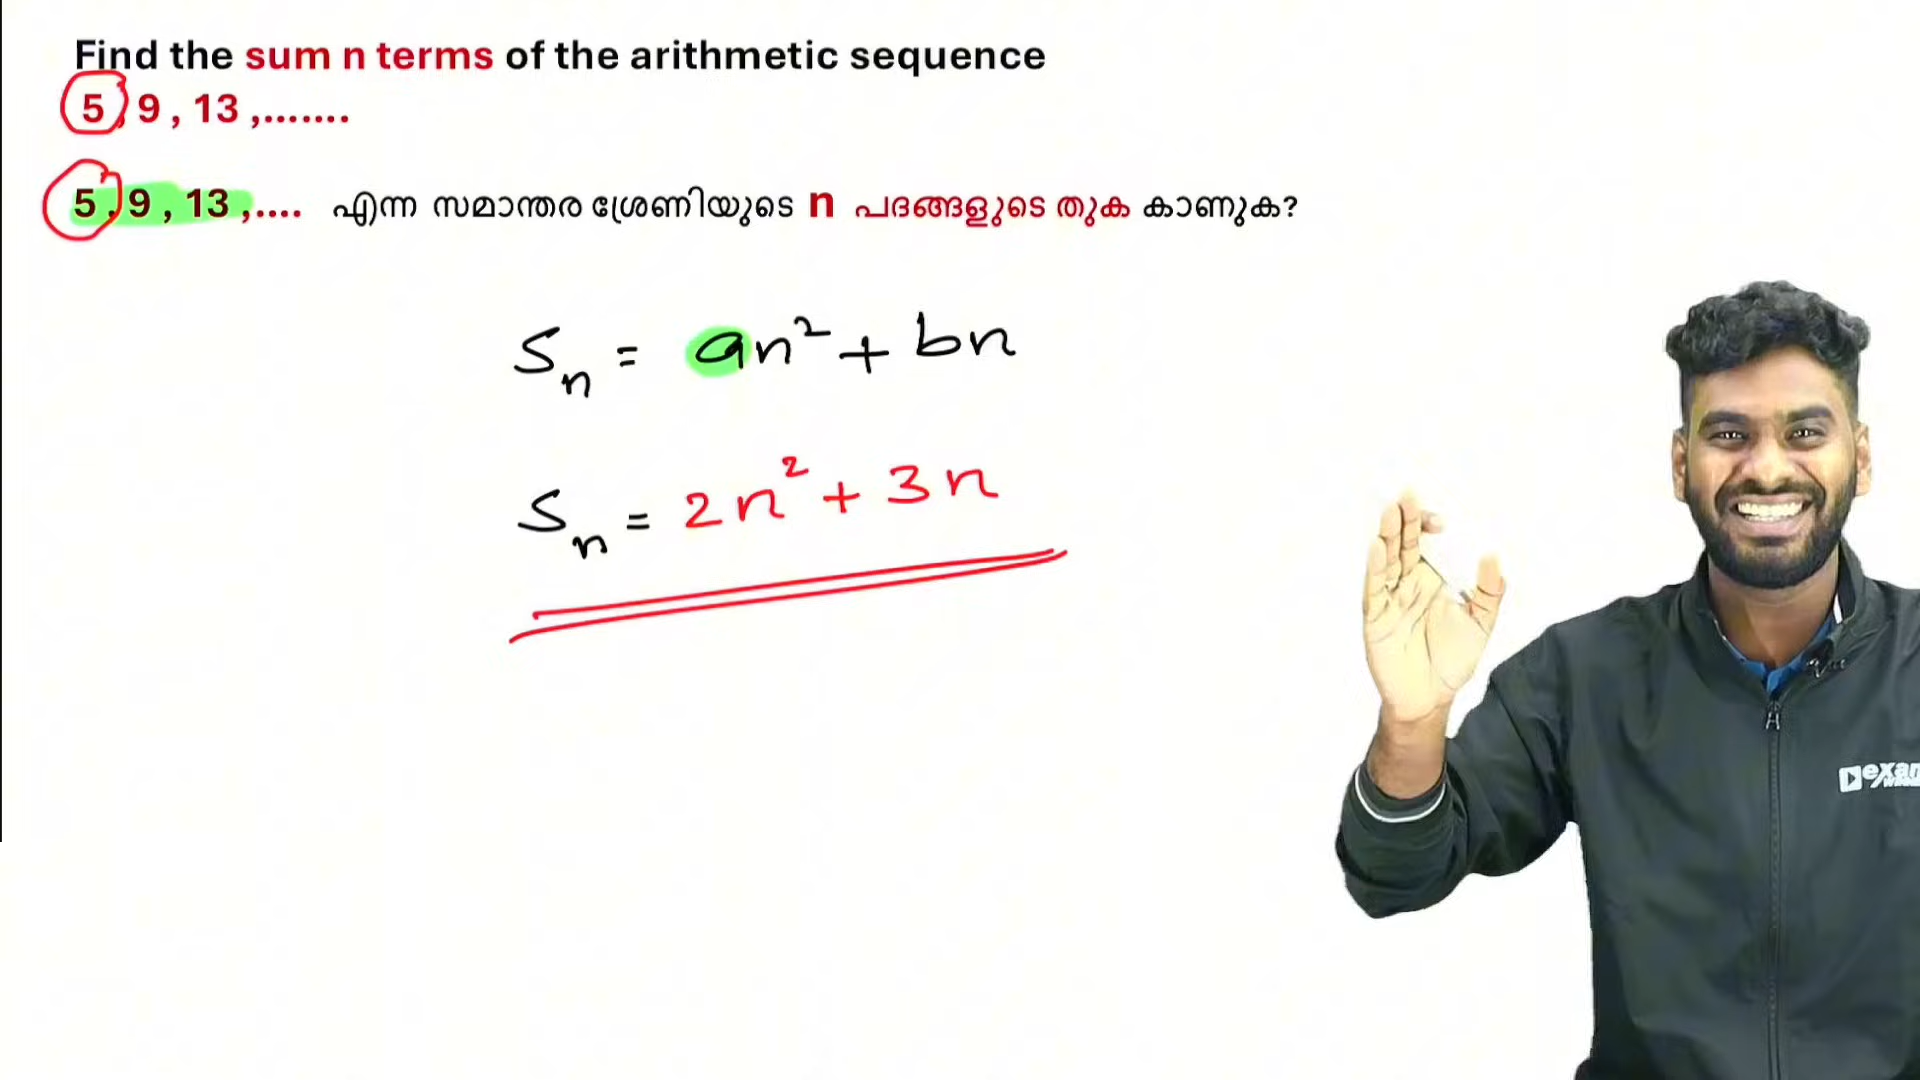 Find the sum n terms of the arithmetic sequence
5, 9 , 13 ,.......
5 , 9 , 13 ,.... എന്ന സമാന്തര ശ്രേണിയുടെ n പദങ്ങളുടെ തുക കാണുക?
Sₙ = an² + bn
Sₙ = 2n² + 3n